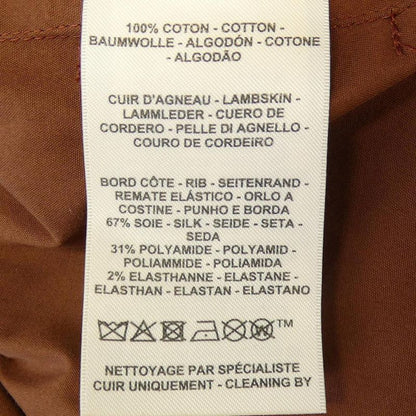 100% COTON - COTTON -
BAUMWOLLE - ALGODÓN - COTONE
- ALGODÃO
CUIR D'AGNEAU - LAMBSKIN -
LAMMLEDER - CUERO DE
CORDERO - PELLE DI AGNELLO -
COURO DE CORDEIRO
BORD CÔTE - RIB - SEITENRAND -
REMATE ELÁSTICO - ORLO A
COSTINE - PUNHO E BORDA
67% SOIE - SILK - SEIDE - SETA -
SEDA
31% POLYAMIDE - POLYAMID -
POLIAMMIDE - POLIAMIDA
2% ELASTHANNE - ELASTANE -
ELASTHAN - ELASTAN - ELASTANO
W™
NETTOYAGE PAR SPÉCIALISTE
CUIR UNIQUEMENT - CLEANING BY